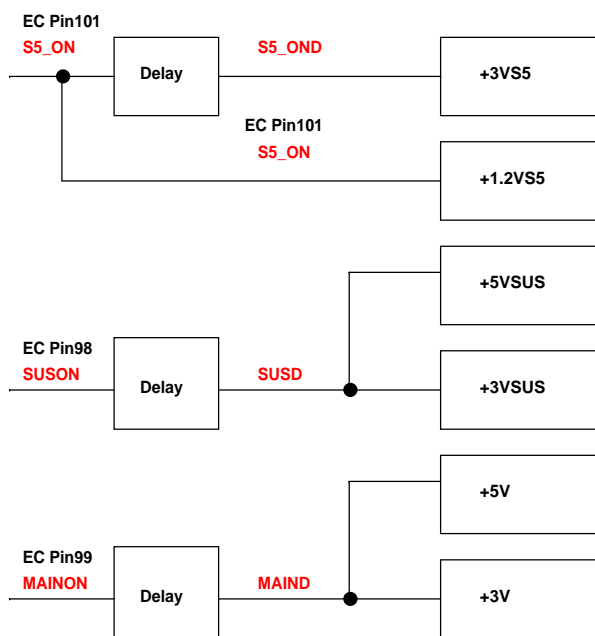 EC Pin101
S5_ON
Delay
S5_OND
+3VS5
EC Pin101
S5_ON
+1.2VS5
+5VSUS
EC Pin98
SUSON
Delay
SUSD
+3VSUS
+5V
EC Pin99
MAINON
Delay
MAIND
+3V